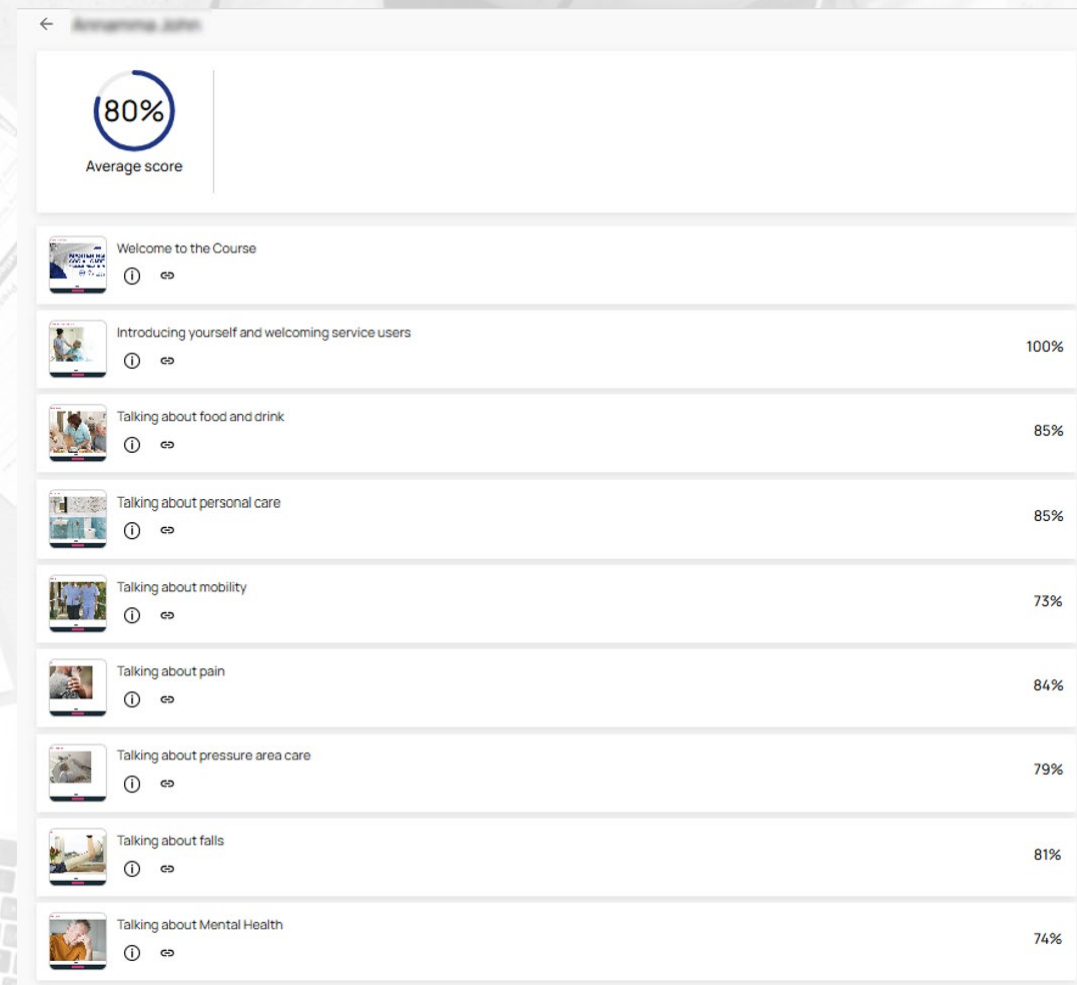 80%
Average score
Welcome to the Course
Introducing yourself and welcoming service users
100%
Talking about food and drink
85%
Talking about personal care
85%
Talking about mobility
73%
Talking about pain
84%
Talking about pressure area care
79%
Talking about falls
81%
Talking about Mental Health
74%